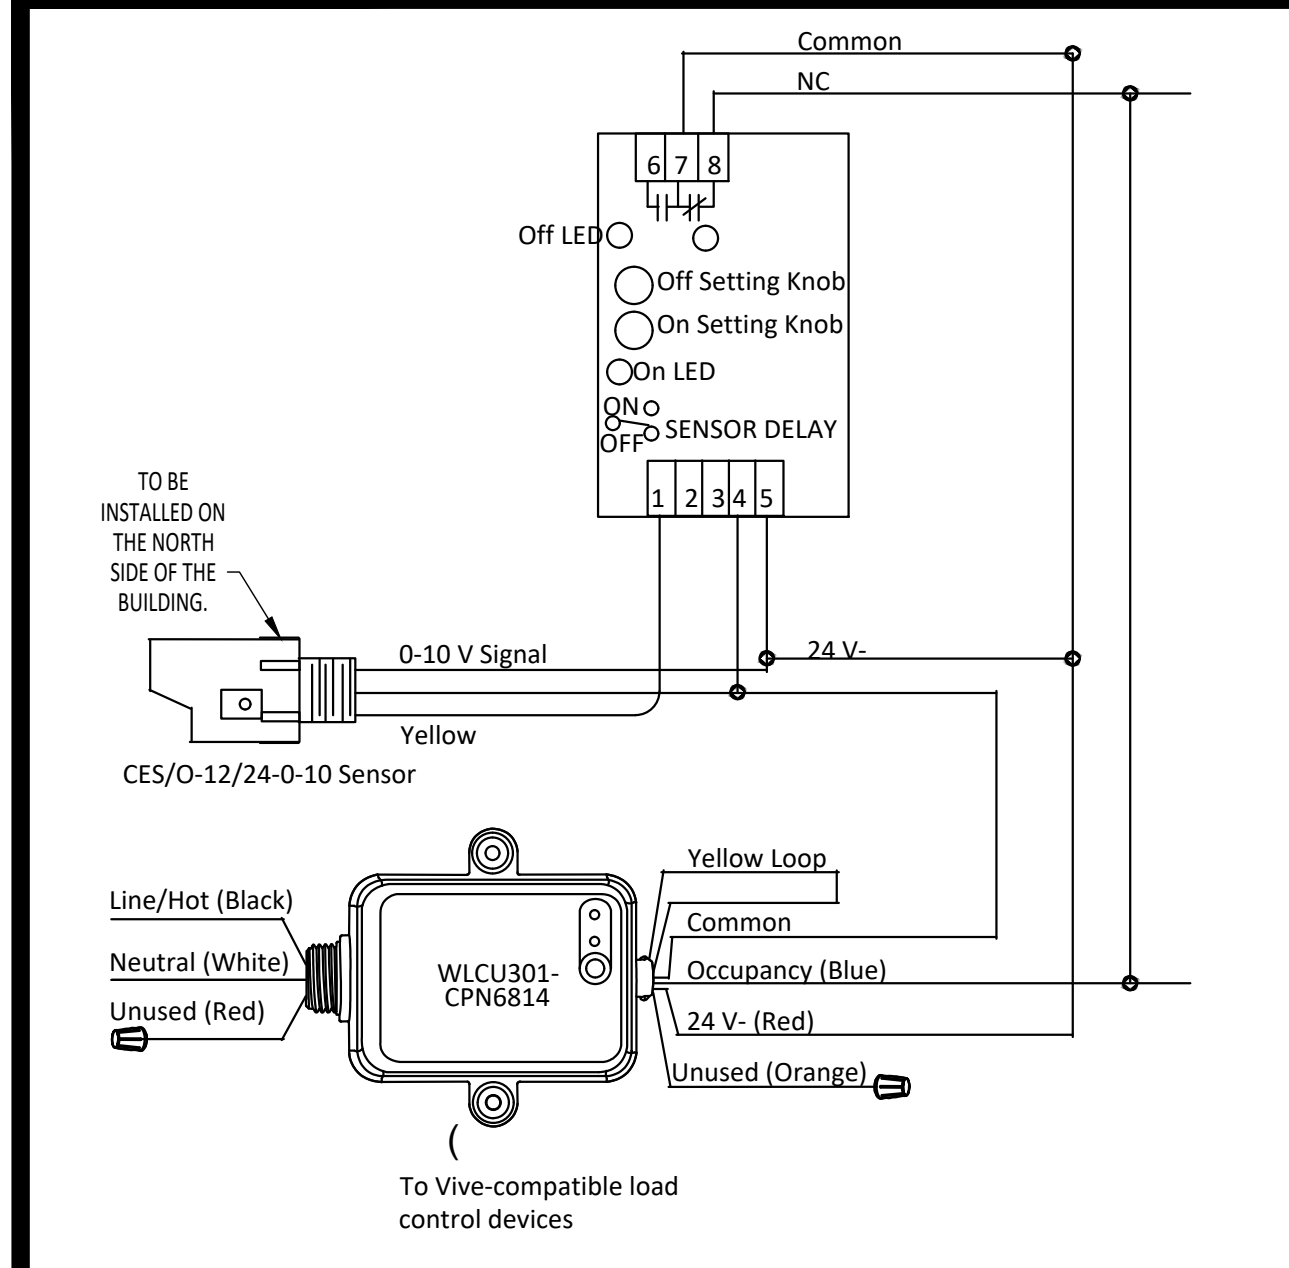 Common
NC
6 7 8
Off LED
Off Setting Knob
On Setting Knob
On LED
ON
SENSOR DELAY
OFF
1 2 3 4 5
TO BE
INSTALLED ON
THE NORTH
SIDE OF THE
BUILDING.
0-10 V Signal
24 V-
Yellow
CES/O-12/24-0-10 Sensor
Yellow Loop
Line/Hot (Black)
Common
Neutral (White)
WLCU301-
CPN6814
Occupancy (Blue)
Unused (Red)
24 V- (Red)
Unused (Orange)
(
To Vive-compatible load
control devices